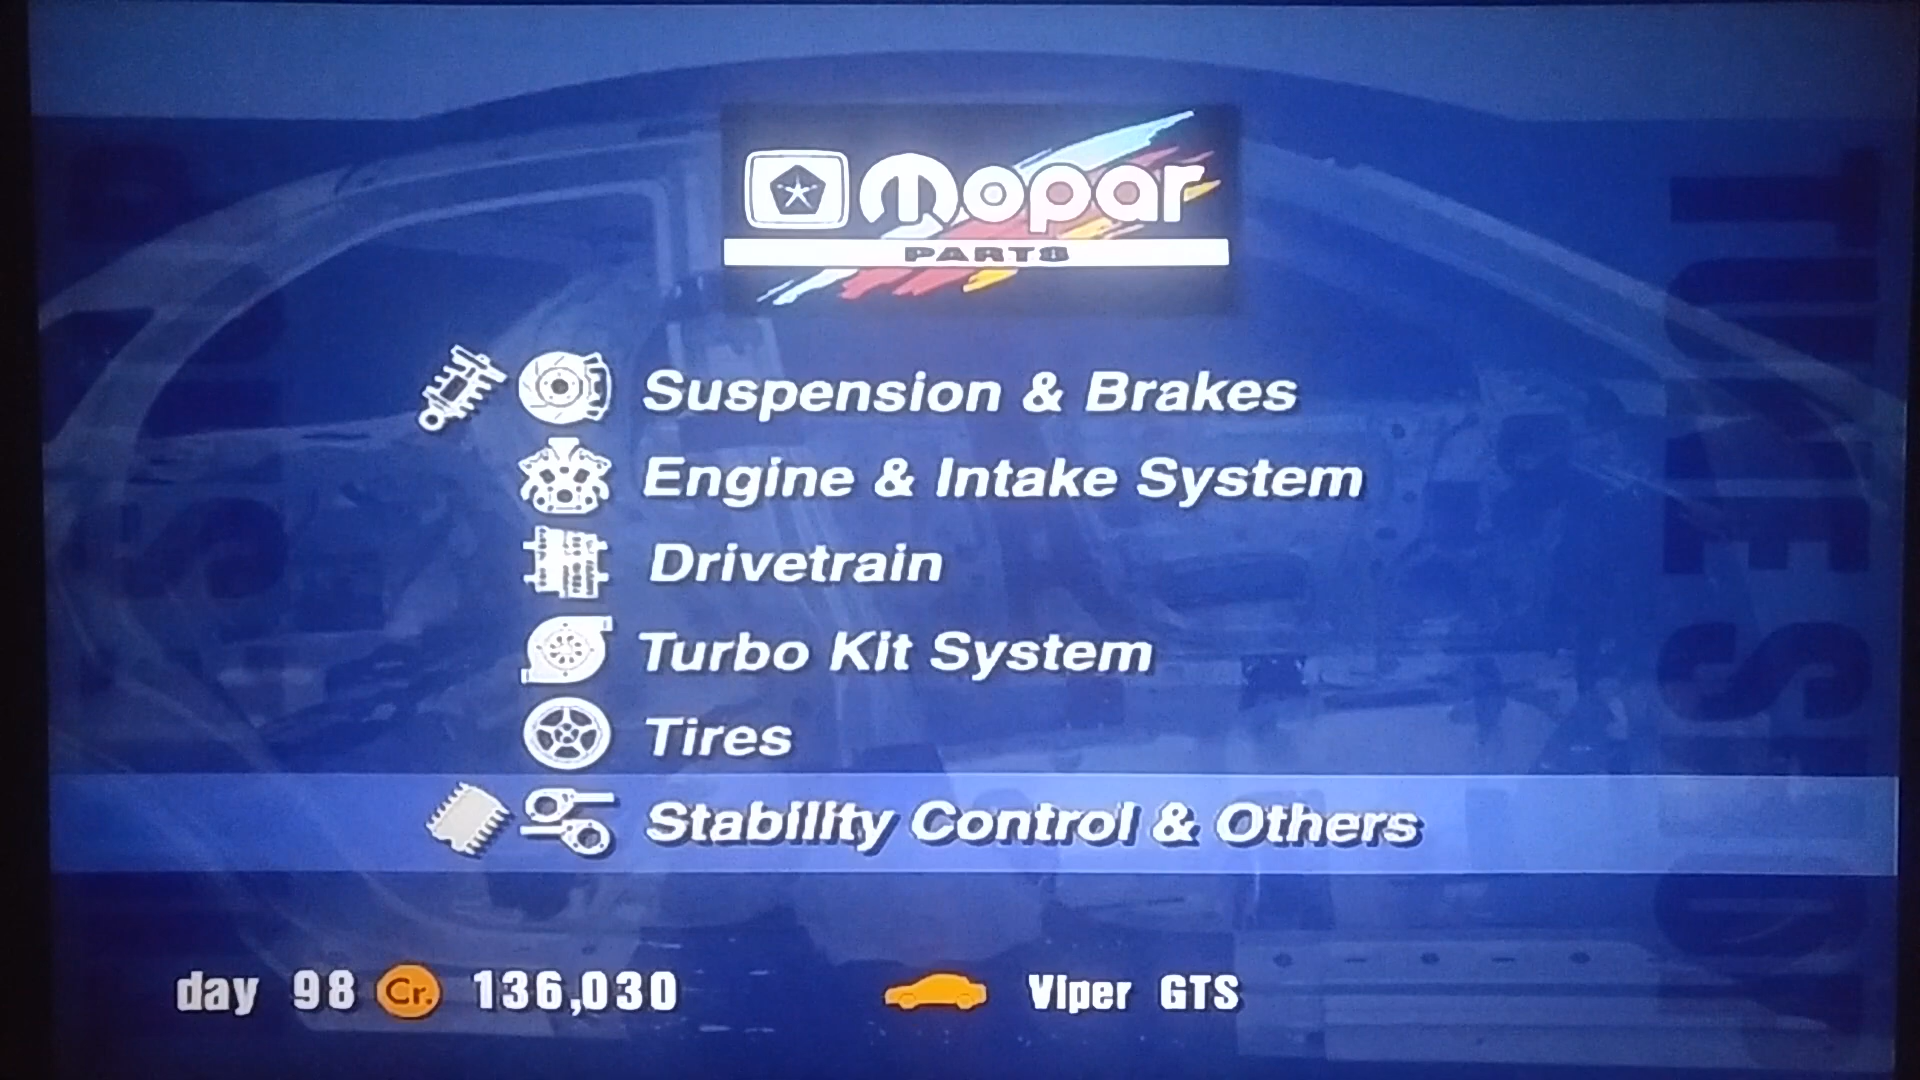 Mopar
PARTS
Suspension & Brakes
Engine & Intake System
Drivetrain
Turbo Kit System
Tires
Stability Control & Others
day 98 Cr. 136,030
Viper GTS